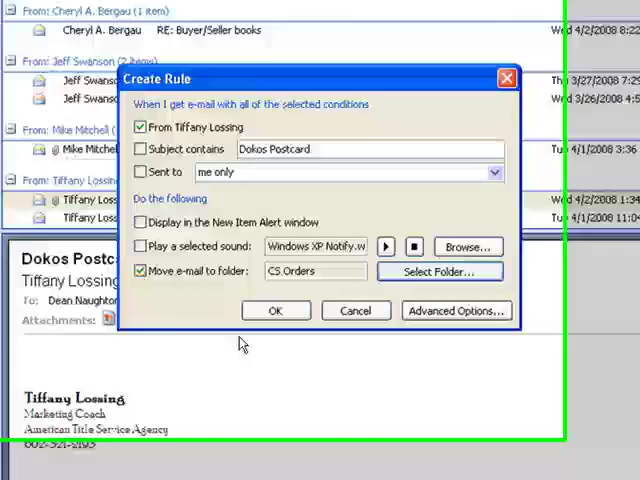 From: Cheryl A. Bergau (1 item)
Cheryl A. Bergau RE: Buyer/Seller books Wed 4/2/2008 8:22
From: Jeff Swanson (2 items)
Jeff Swanso Thu 3/27/2008 7:29
Jeff Swanso Wed 3/26/2008 4:5
From: Mike Mitchell (
Mike Mitchel Tue 4/1/2008 3:36
From: Tiffany Lossing
Tiffany Loss Wed 4/2/2008 1:34
Tiffany Loss Tue 4/1/2008 11:04
Create Rule
When I get e-mail with all of the selected conditions
From Tiffany Lossing
Subject contains Dokos Postcard
Sent to me only
Do the following
Display in the New Item Alert window
Play a selected sound: Windows XP Notify.w Browse...
Move e-mail to folder: CS Orders Select Folder...
OK Cancel Advanced Options...
Dokos Postc
Tiffany Lossing
To: Dean Naughton
Attachments:
Tiffany Lossing
Marketing Coach
American Title Service Agency